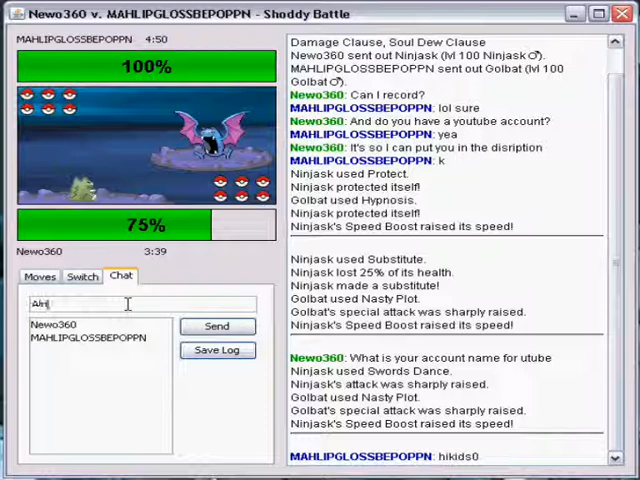 Newo360 v. MAHLIPGLOSSBEPOPPN - Shoddy Battle
MAHLIPGLOSSBEPOPPN 4:50
100%
75%
Newo360 3:39
Moves Switch Chat
Alri
Newo360
MAHLIPGLOSSBEPOPPN
Send
Save Log
Damage Clause, Soul Dew Clause
Newo360 sent out Ninjask (lvl 100 Ninjask ♂).
MAHLIPGLOSSBEPOPPN sent out Golbat (lvl 100
Golbat ♂).
Newo360: Can I record?
MAHLIPGLOSSBEPOPPN: lol sure
Newo360: And do you have a youtube account?
MAHLIPGLOSSBEPOPPN: yea
Newo360: It's so I can put you in the disription
MAHLIPGLOSSBEPOPPN: k
Ninjask used Protect.
Ninjask protected itself!
Golbat used Hypnosis.
Ninjask protected itself!
Ninjask's Speed Boost raised its speed!
Ninjask used Substitute.
Ninjask lost 25% of its health.
Ninjask made a substitute!
Golbat used Nasty Plot.
Golbat's special attack was sharply raised.
Ninjask's Speed Boost raised its speed!
Newo360: What is your account name for utube
Ninjask used Swords Dance.
Ninjask's attack was sharply raised.
Golbat used Nasty Plot.
Golbat's special attack was sharply raised.
Ninjask's Speed Boost raised its speed!
MAHLIPGLOSSBEPOPPN: hikids0